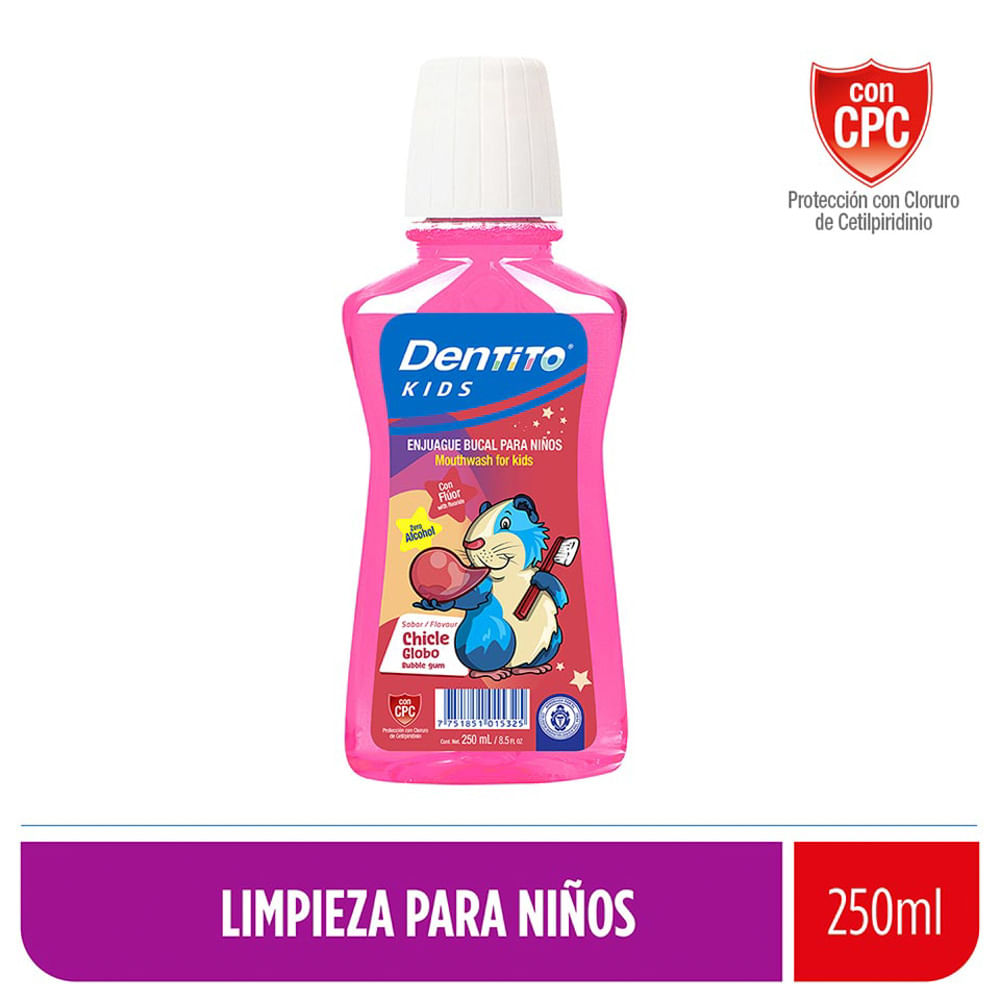 con
CPC
Protección con Cloruro
de Cetilpiridinio
DENTITO®
KIDS
ENJUAGUE BUCAL PARA NIÑOS
Mouthwash for kids
Con
Flúor
with fluoride
Zero
Alcohol
Sabor / Flavour
Chicle
Globo
Bubble gum
con
CPC
Protección con Cloruro
de Cetilpiridinio
7 751851 015325
Cont. Net. 250 mL / 8.5 FL OZ
LIMPIEZA PARA NIÑOS
250ml